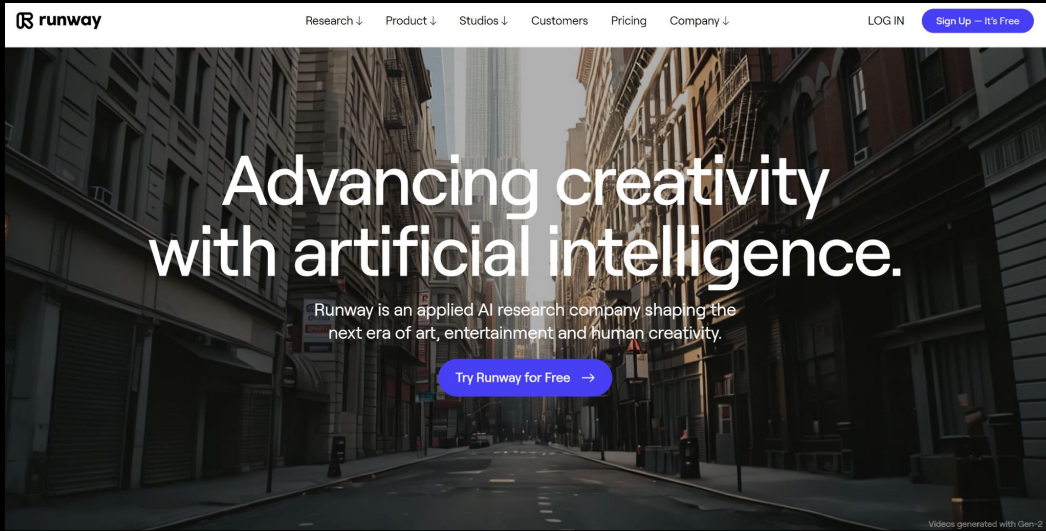 runway
Research ↓ Product ↓ Studios ↓ Customers Pricing Company ↓ LOG IN Sign Up — It's Free
Advancing creativity
with artificial intelligence.
Runway is an applied AI research company shaping the
next era of art, entertainment and human creativity.
Try Runway for Free →
Videos generated with Gen-2